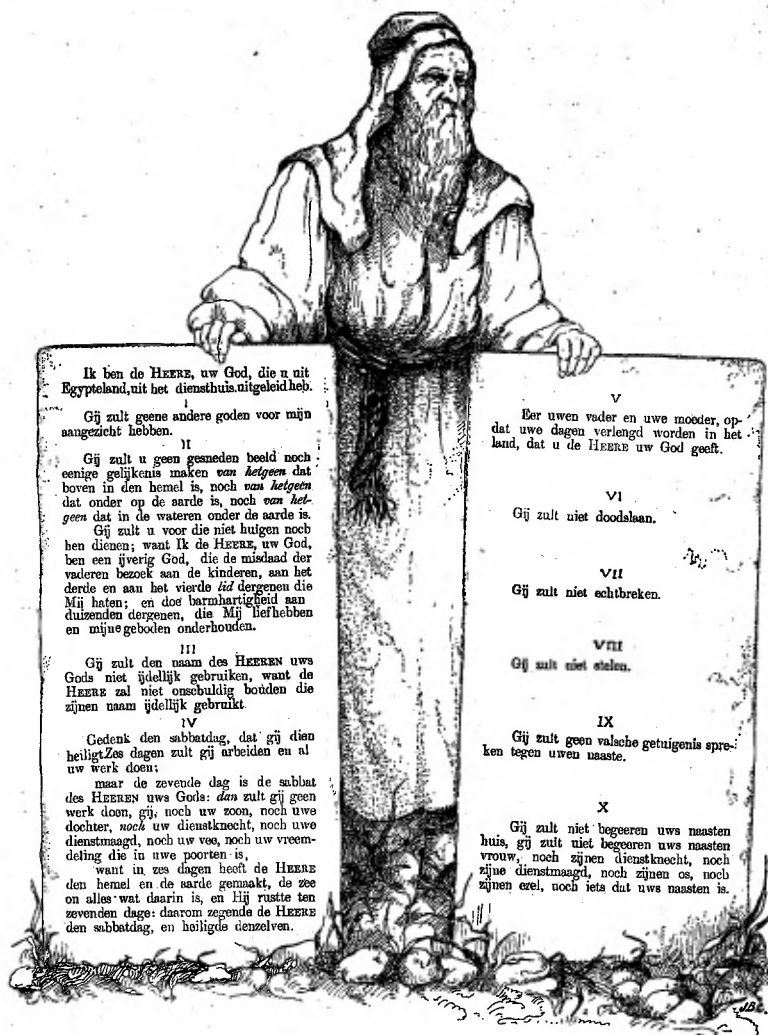 Ik ben de HEERE, uw God, die u uit
Egypteland, uit het diensthuis, uitgeleid heb.
I
Gij zult geene andere goden voor mijn
aangezicht hebben.
II
Gij zult u geen gesneden beeld noch
eenige gelijkenis maken van hetgeen dat
boven in den hemel is, noch van hetgeen
dat onder op de aarde is, noch van het-
geen dat in de wateren onder de aarde is.
Gij zult u voor die niet buigen noch
hen dienen; want Ik de HEERE, uw God,
ben een ijverig God, die de misdaad der
vaderen bezoek aan de kinderen, aan het
derde en aan het vierde lid dergenen die
Mij haten; en doe barmhartigheid aan
duizenden dergenen, die Mij liefhebben
en mijne geboden onderhouden.
III
Gij zult den naam des HEEREN uws
Gods niet ijdellijk gebruiken, want de
HEERE zal niet onschuldig houden die
zijnen naam ijdellijk gebruikt.
IV
Gedenk den sabbatdag, dat gij dien
heiligt. Zes dagen zult gij arbeiden en al
uw werk doen;
maar de zevende dag is de sabbat
des HEEREN uws Gods: dan zult gij geen
werk doen, gij, noch uw zoon, noch uwe
dochter, noch uw dienstknecht, noch uwe
dienstmaagd, noch uw vee, noch uw vreem-
deling die in uwe poorten is,
want in zes dagen heeft de HEERE
den hemel en de aarde gemaakt, de zee
en alles wat daarin is, en Hij rustte ten
zevenden dage: daarom zegende de HEERE
den sabbatdag, en heiligde denzelven.
V
Eer uwen vader en uwe moeder, op-
dat uwe dagen verlengd worden in het
land, dat u de HEERE uw God geeft.
VI
Gij zult niet doodslaan.
VII
Gij zult niet echtbreken.
VIII
Gij zult niet stelen.
IX
Gij zult geen valsche getuigenis spre-
ken tegen uwen naaste.
X
Gij zult niet begeeren uws naasten
huis, gij zult niet begeeren uws naasten
vrouw, noch zijnen dienstknecht, noch
zijne dienstmaagd, noch zijnen os, noch
zijnen ezel, noch iets dat uws naasten is.